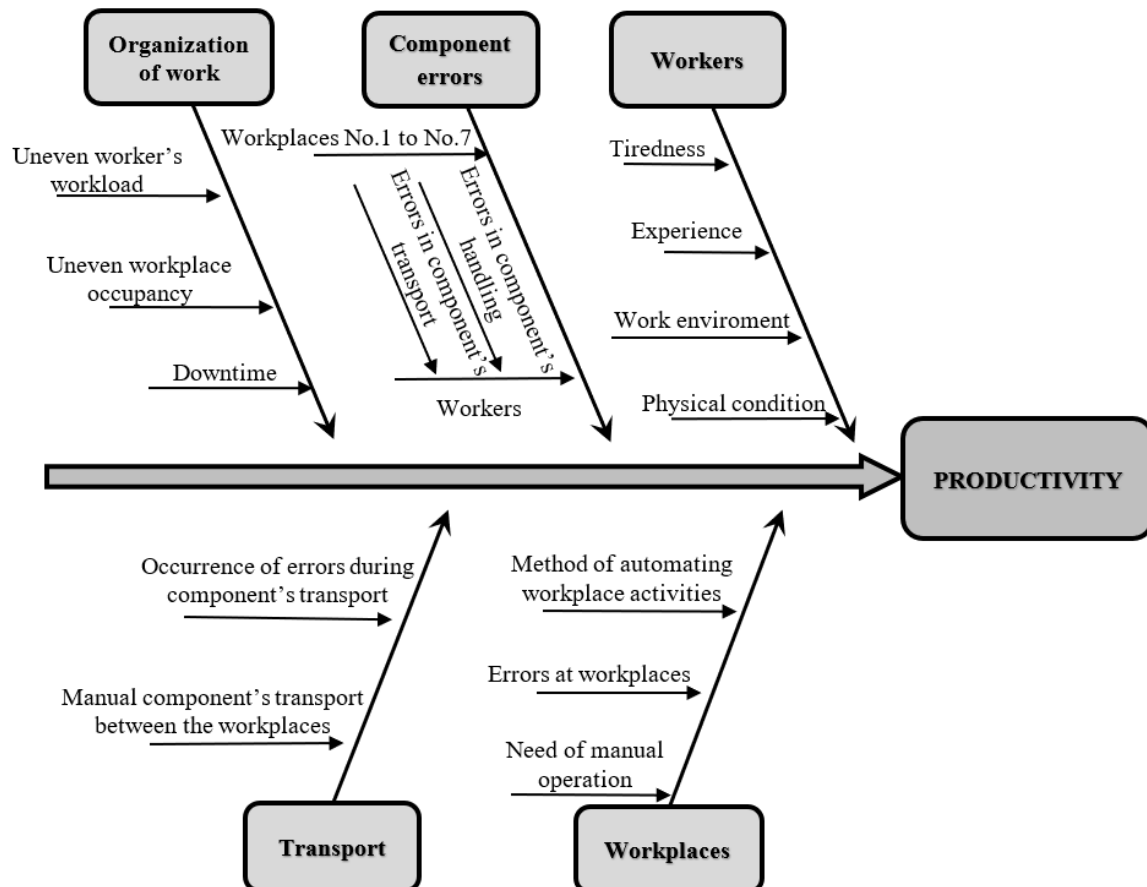 Organization
of work
Component
errors
Workers
Uneven worker's
workload
Uneven workplace
occupancy
Downtime
Workplaces No.1 to No.7
Errors in component's
transport
Errors in component's
handling
Workers
Tiredness
Experience
Work enviroment
Physical condition
PRODUCTIVITY
Occurrence of errors during
component's transport
Manual component's transport
between the workplaces
Transport
Method of automating
workplace activities
Errors at workplaces
Need of manual
operation
Workplaces